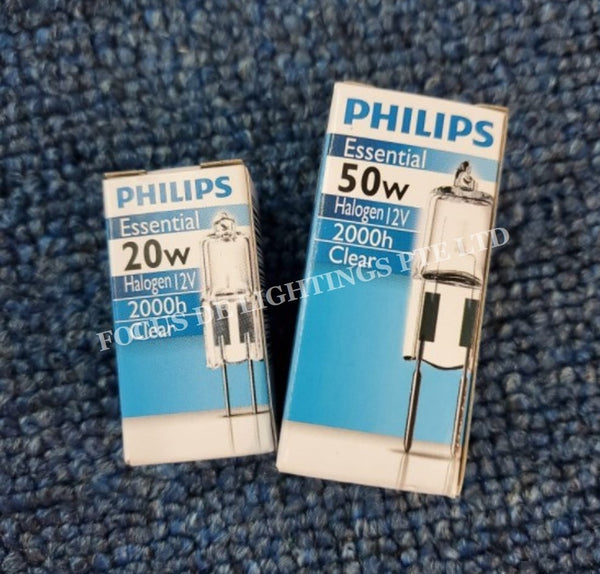 PHILIPS
Essential
20w
Halogen 12V
2000h
Clear
PHILIPS
Essential
50w
Halogen 12V
2000h
Clear
FOCUS DE LIGHTINGS PTE LTD